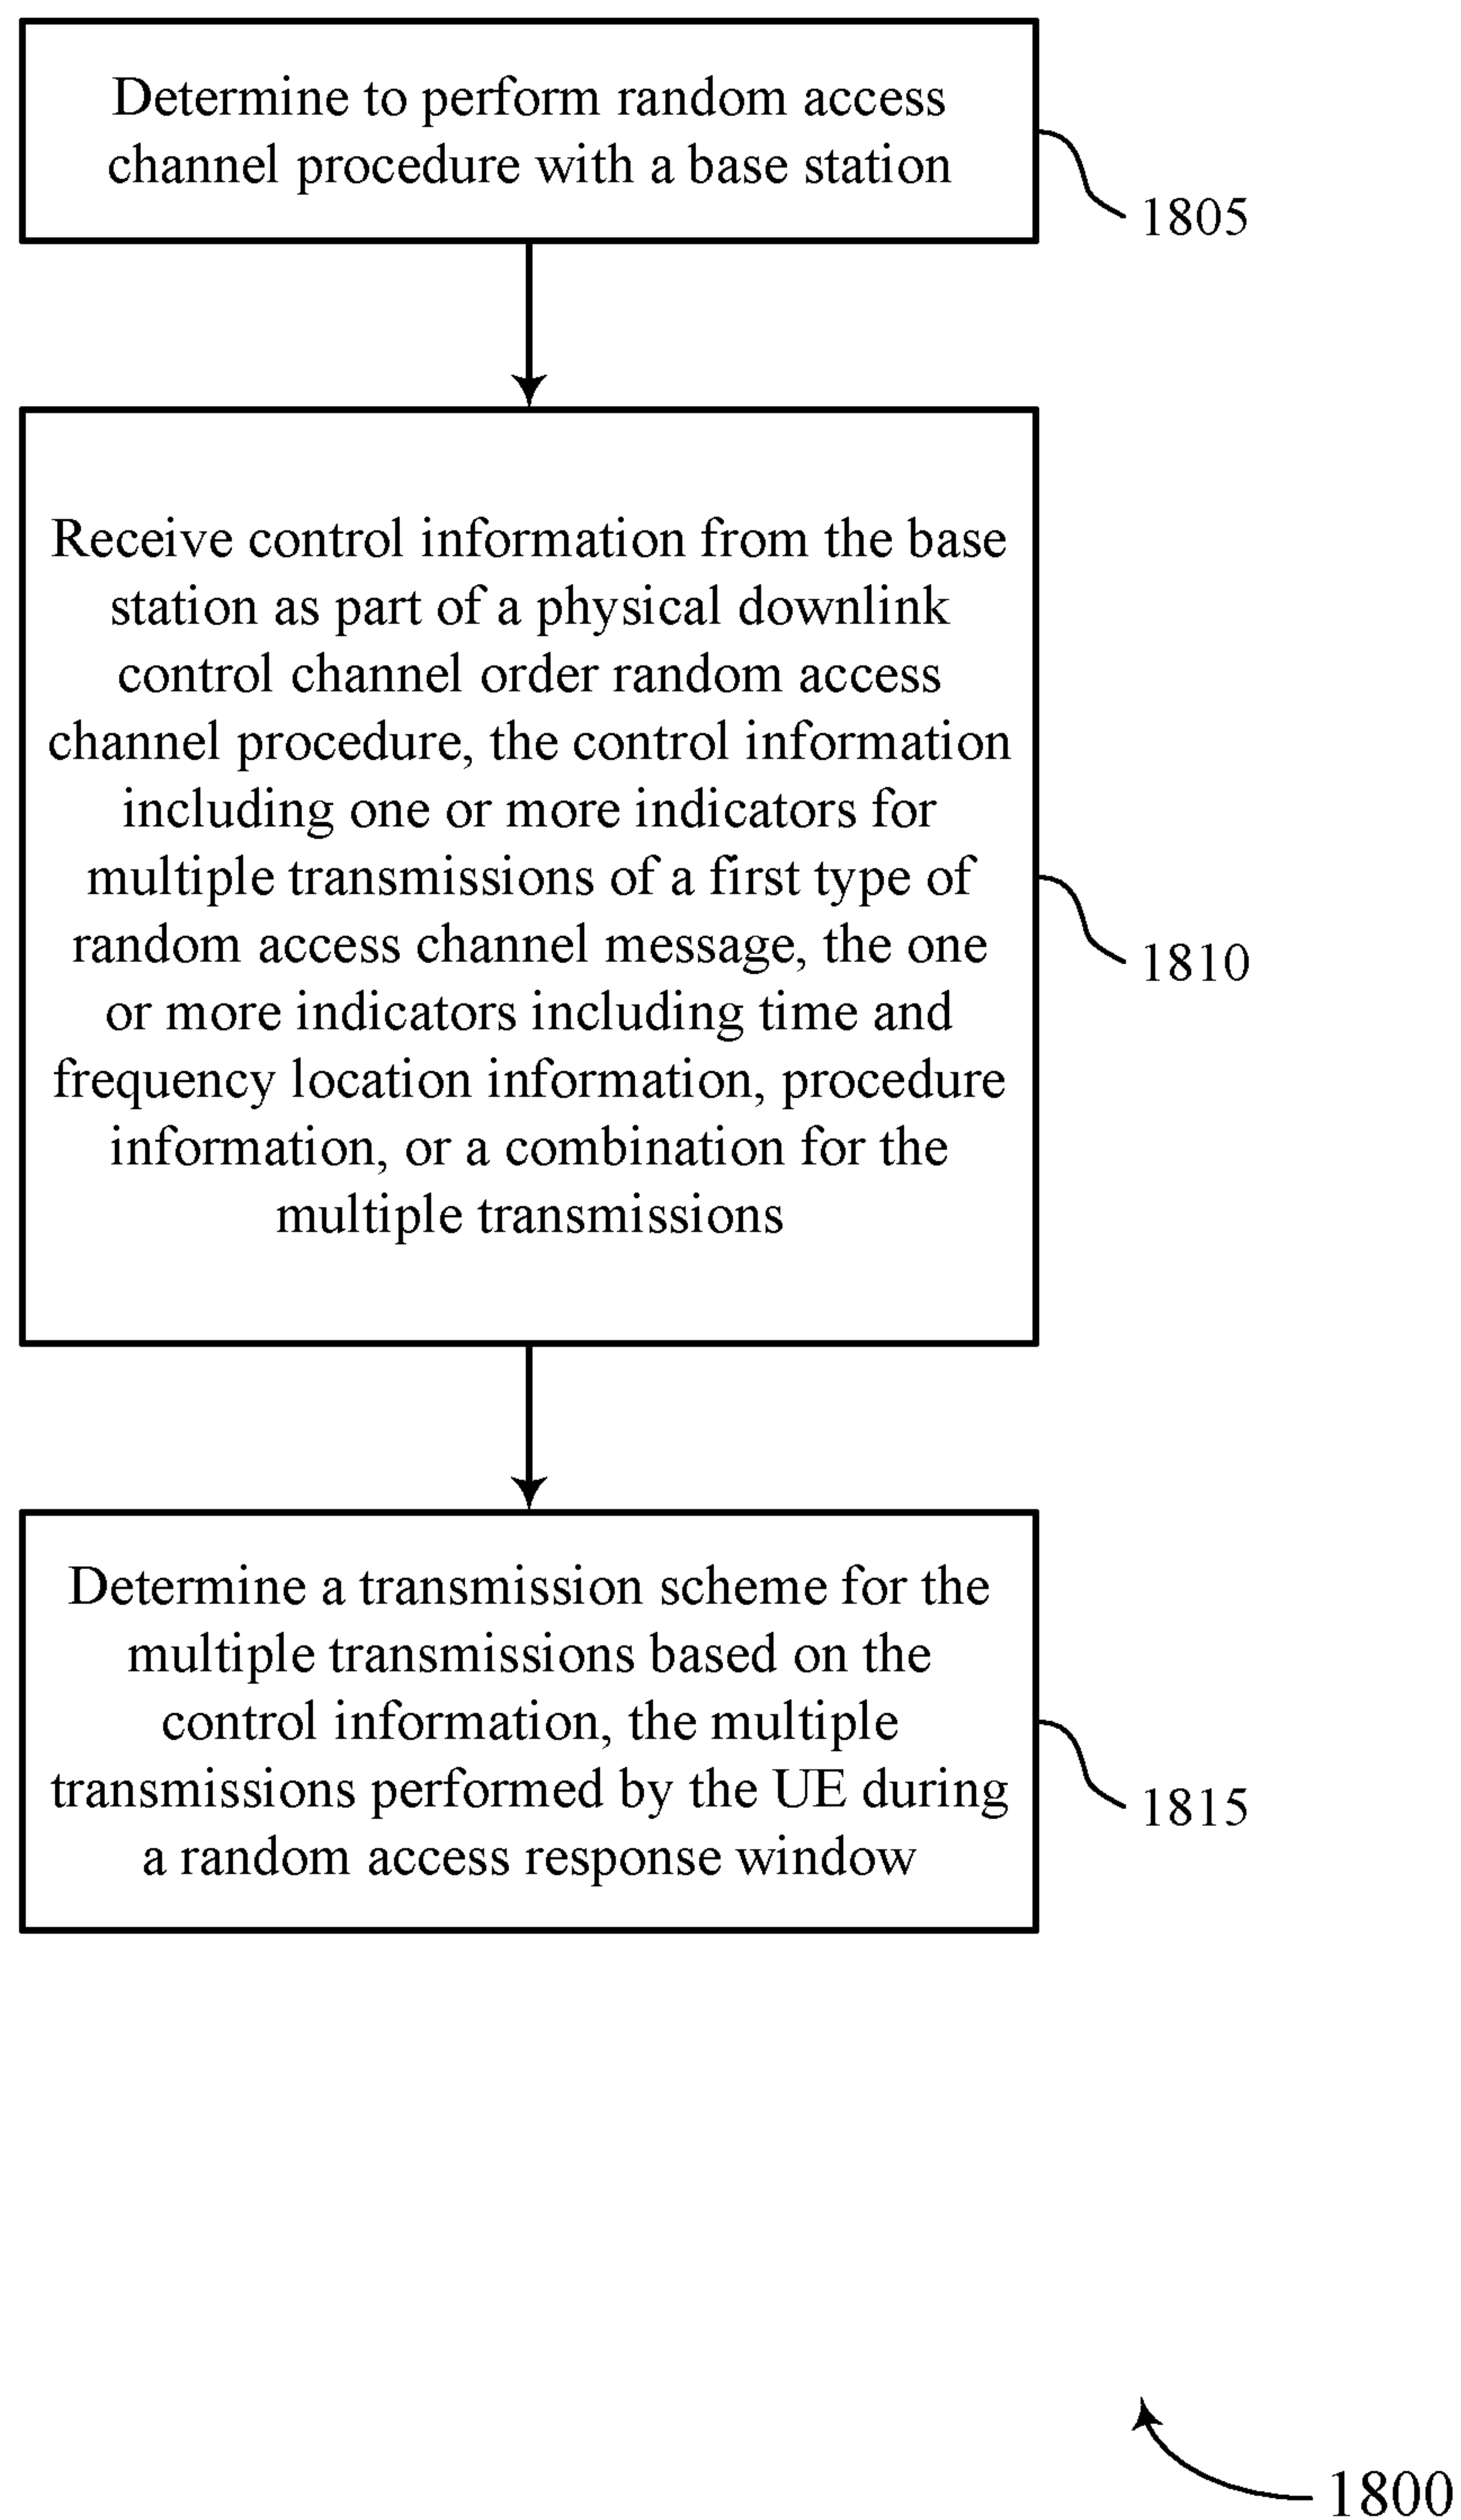 Determine to perform random access
channel procedure with a base station
1805
Receive control information from the base
station as part of a physical downlink
control channel order random access
channel procedure, the control information
including one or more indicators for
multiple transmissions of a first type of
random access channel message, the one
or more indicators including time and
frequency location information, procedure
information, or a combination for the
multiple transmissions
1810
Determine a transmission scheme for the
multiple transmissions based on the
control information, the multiple
transmissions performed by the UE during
a random access response window
1815
1800